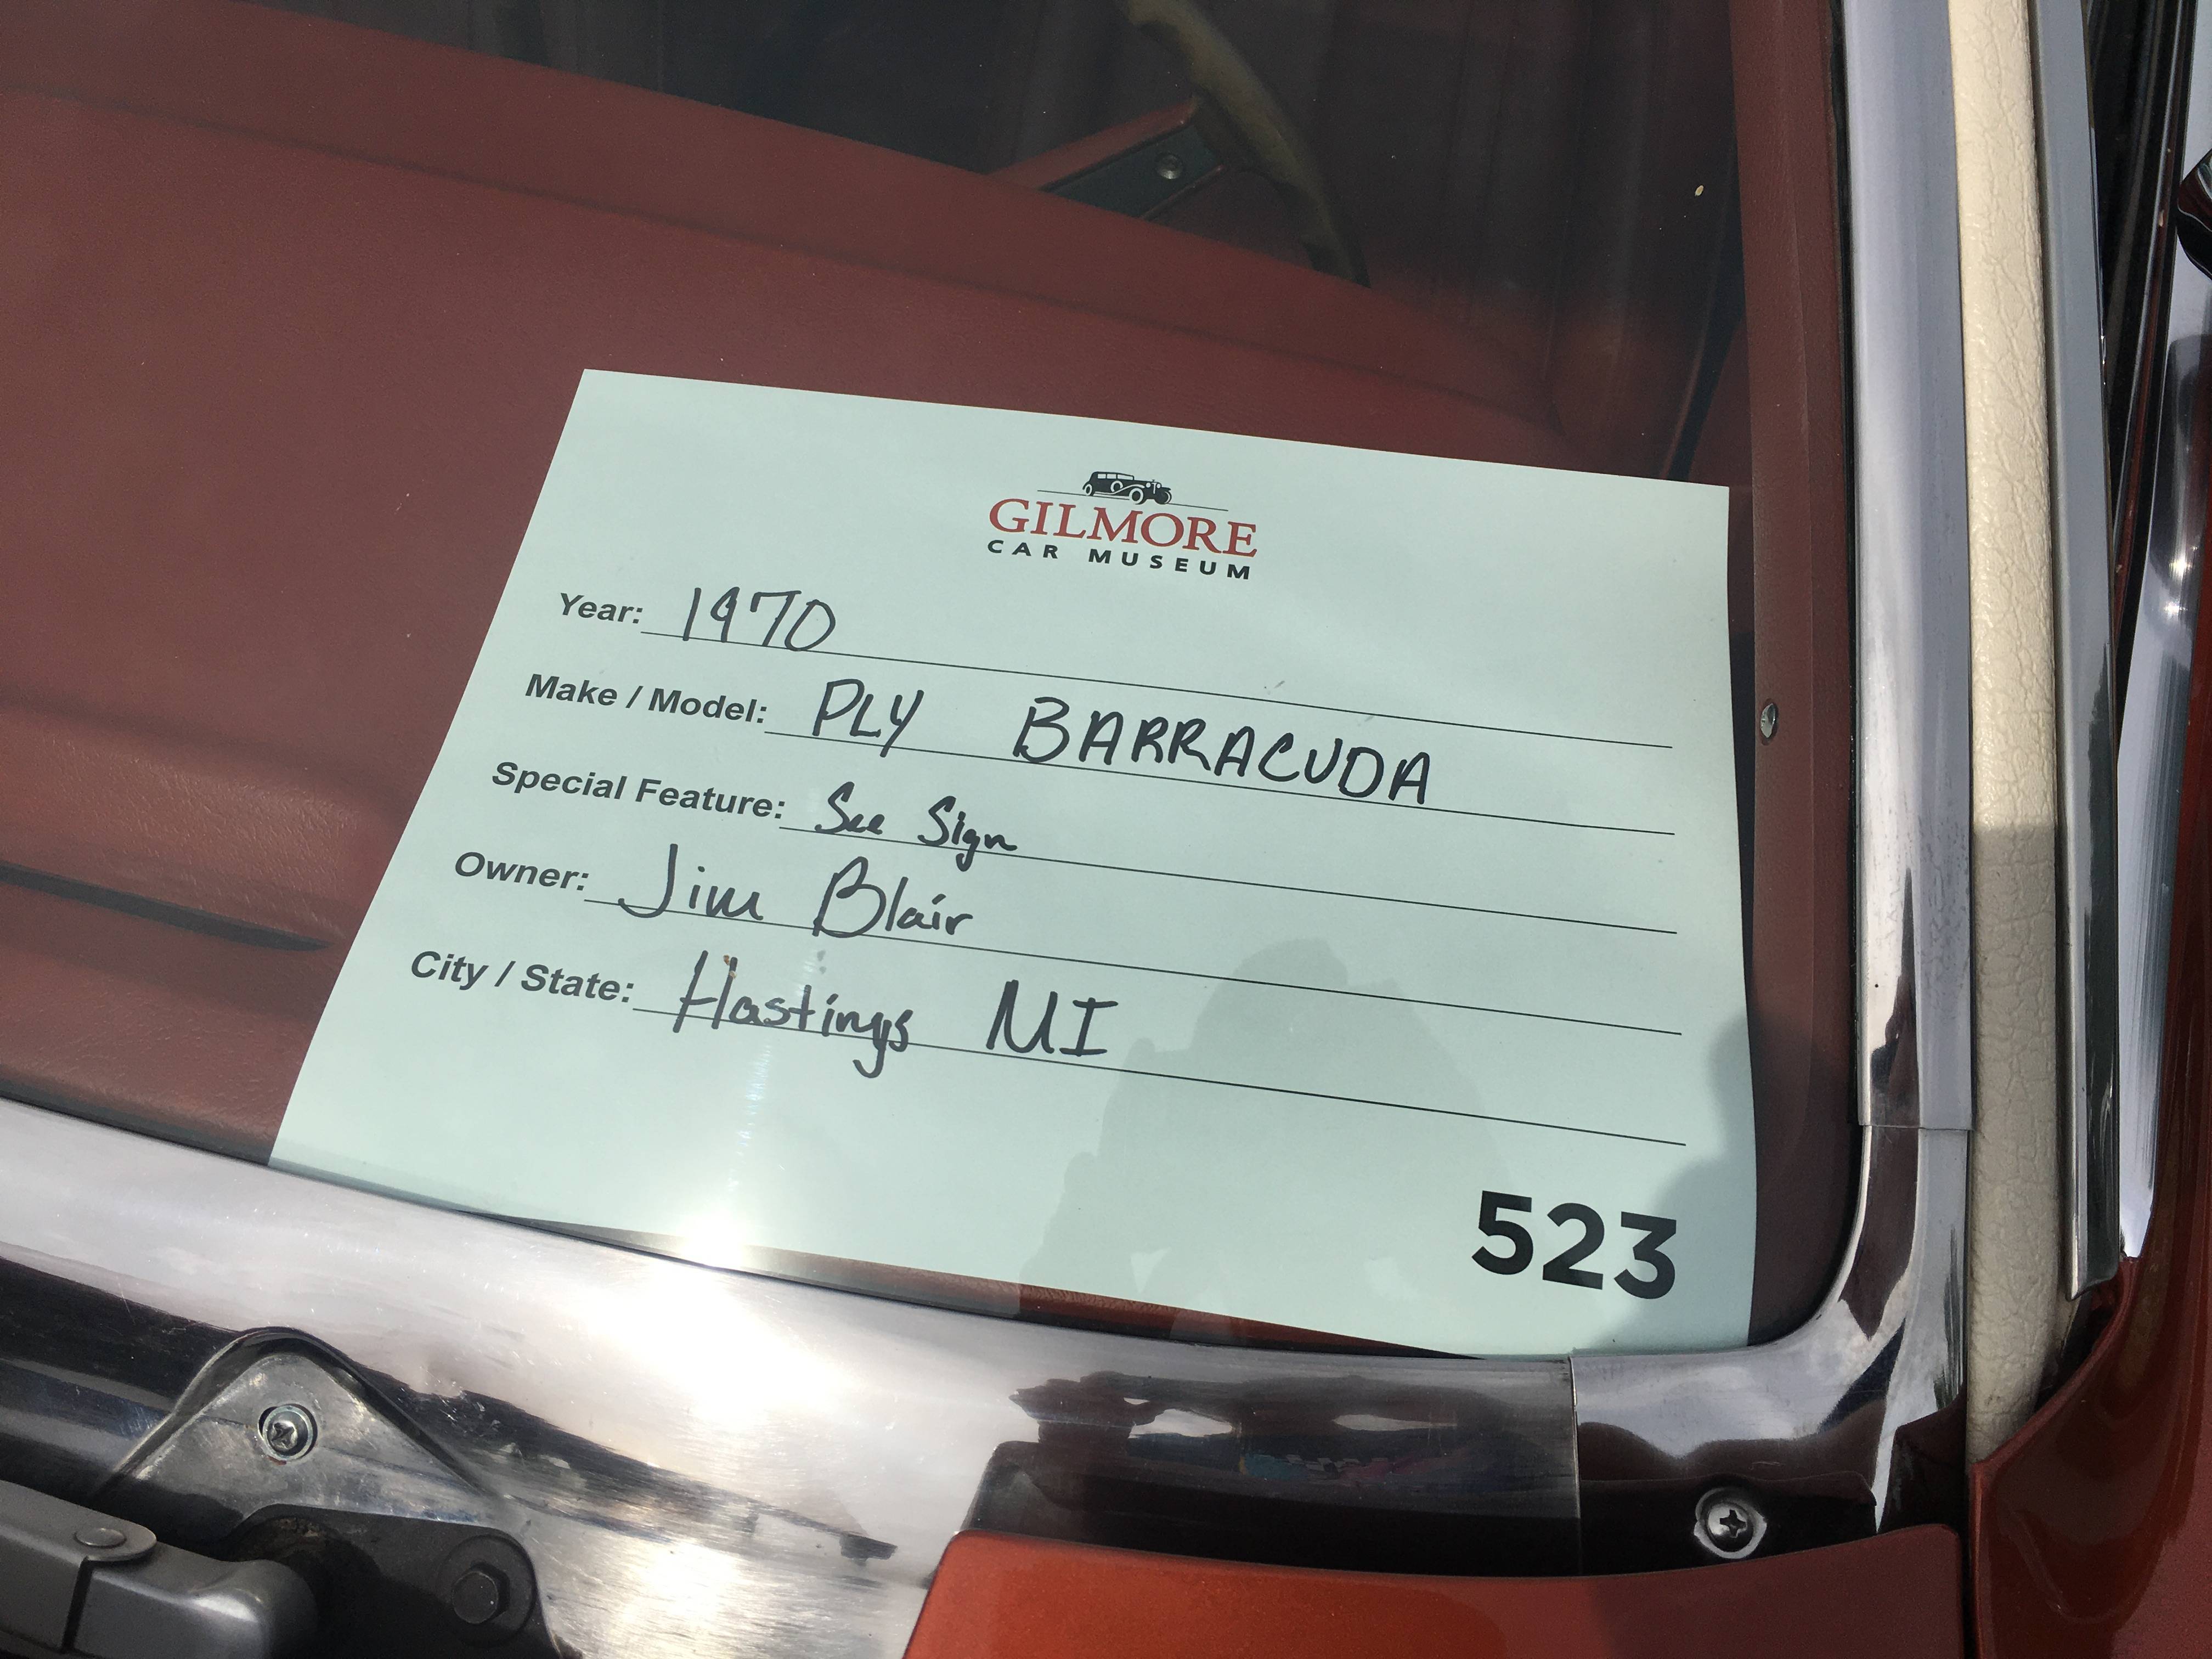 GILMORE
CAR MUSEUM
Year: 1970
Make / Model: PLY BARRACUDA
Special Feature: See Sign
Owner: Jim Blair
City / State: Hastings MI
523